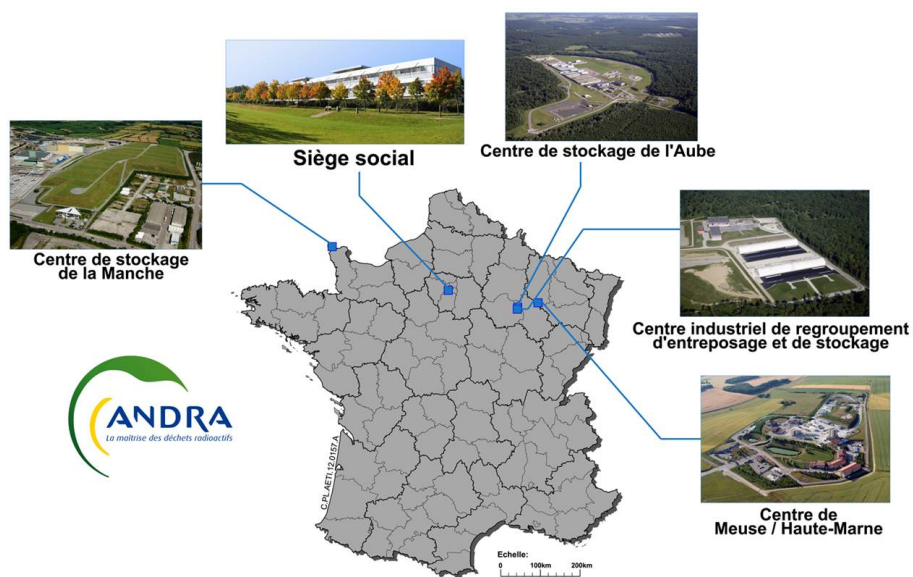 Siège social
Centre de stockage de l'Aube
Centre de stockage
de la Manche
Centre industriel de regroupement
d'entreposage et de stockage
ANDRA
La maîtrise des déchets radioactifs
C.PL.AETI.12.0157.A
Centre de
Meuse / Haute-Marne
Echelle:
0 100km 200km